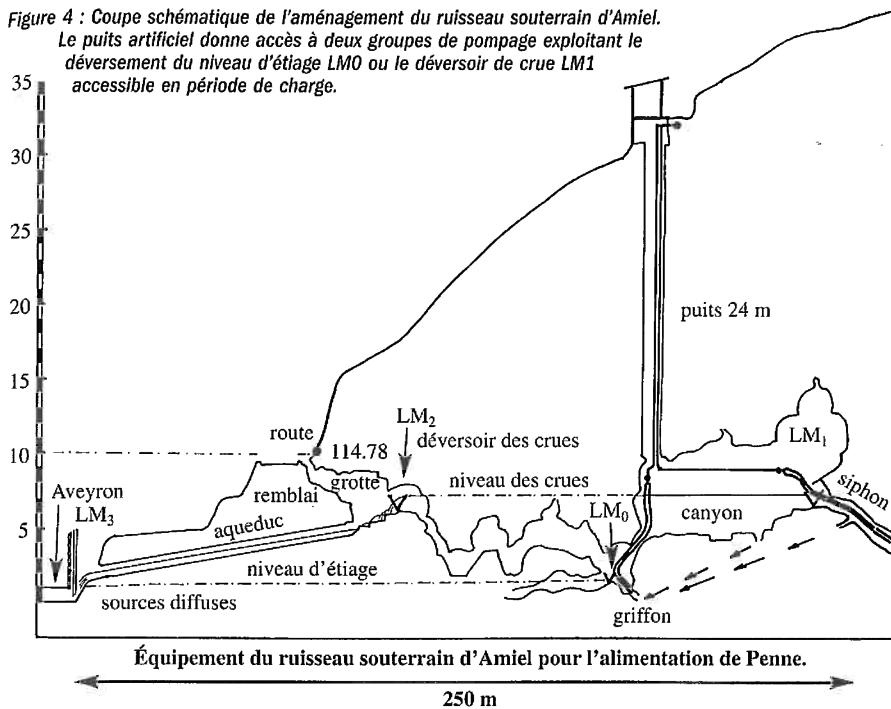 Figure 4 : Coupe schématique de l'aménagement du ruisseau souterrain d'Amiel.
Le puits artificiel donne accès à deux groupes de pompage exploitant le
déversement du niveau d'étiage LM0 ou le déversoir de crue LM1
accessible en période de charge.
35
30
25
20
puits 24 m
15
LM2
LM1
route
114.78
déversoir des crues
10
grotte
niveau des crues
siphon
Aveyron
remblai
LM3
LM0
canyon
aqueduc
5
niveau d'étiage
sources diffuses
griffon
Équipement du ruisseau souterrain d'Amiel pour l'alimentation de Penne.
250 m